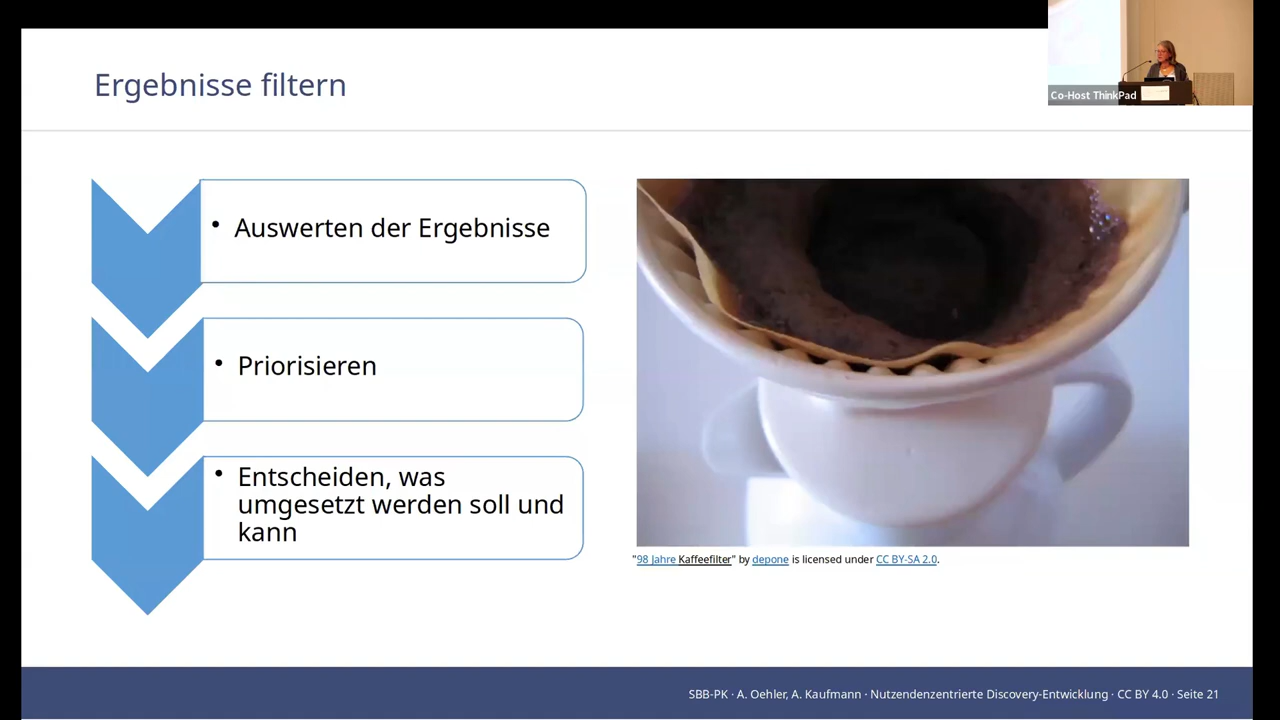 Ergebnisse filtern
Co-Host ThinkPad
• Auswerten der Ergebnisse
• Priorisieren
• Entscheiden, was
umgesetzt werden soll und
kann
"98 Jahre Kaffeefilter" by depone is licensed under CC BY-SA 2.0.
SBB-PK · A. Oehler, A. Kaufmann · Nutzendenzentrierte Discovery-Entwicklung · CC BY 4.0 · Seite 21